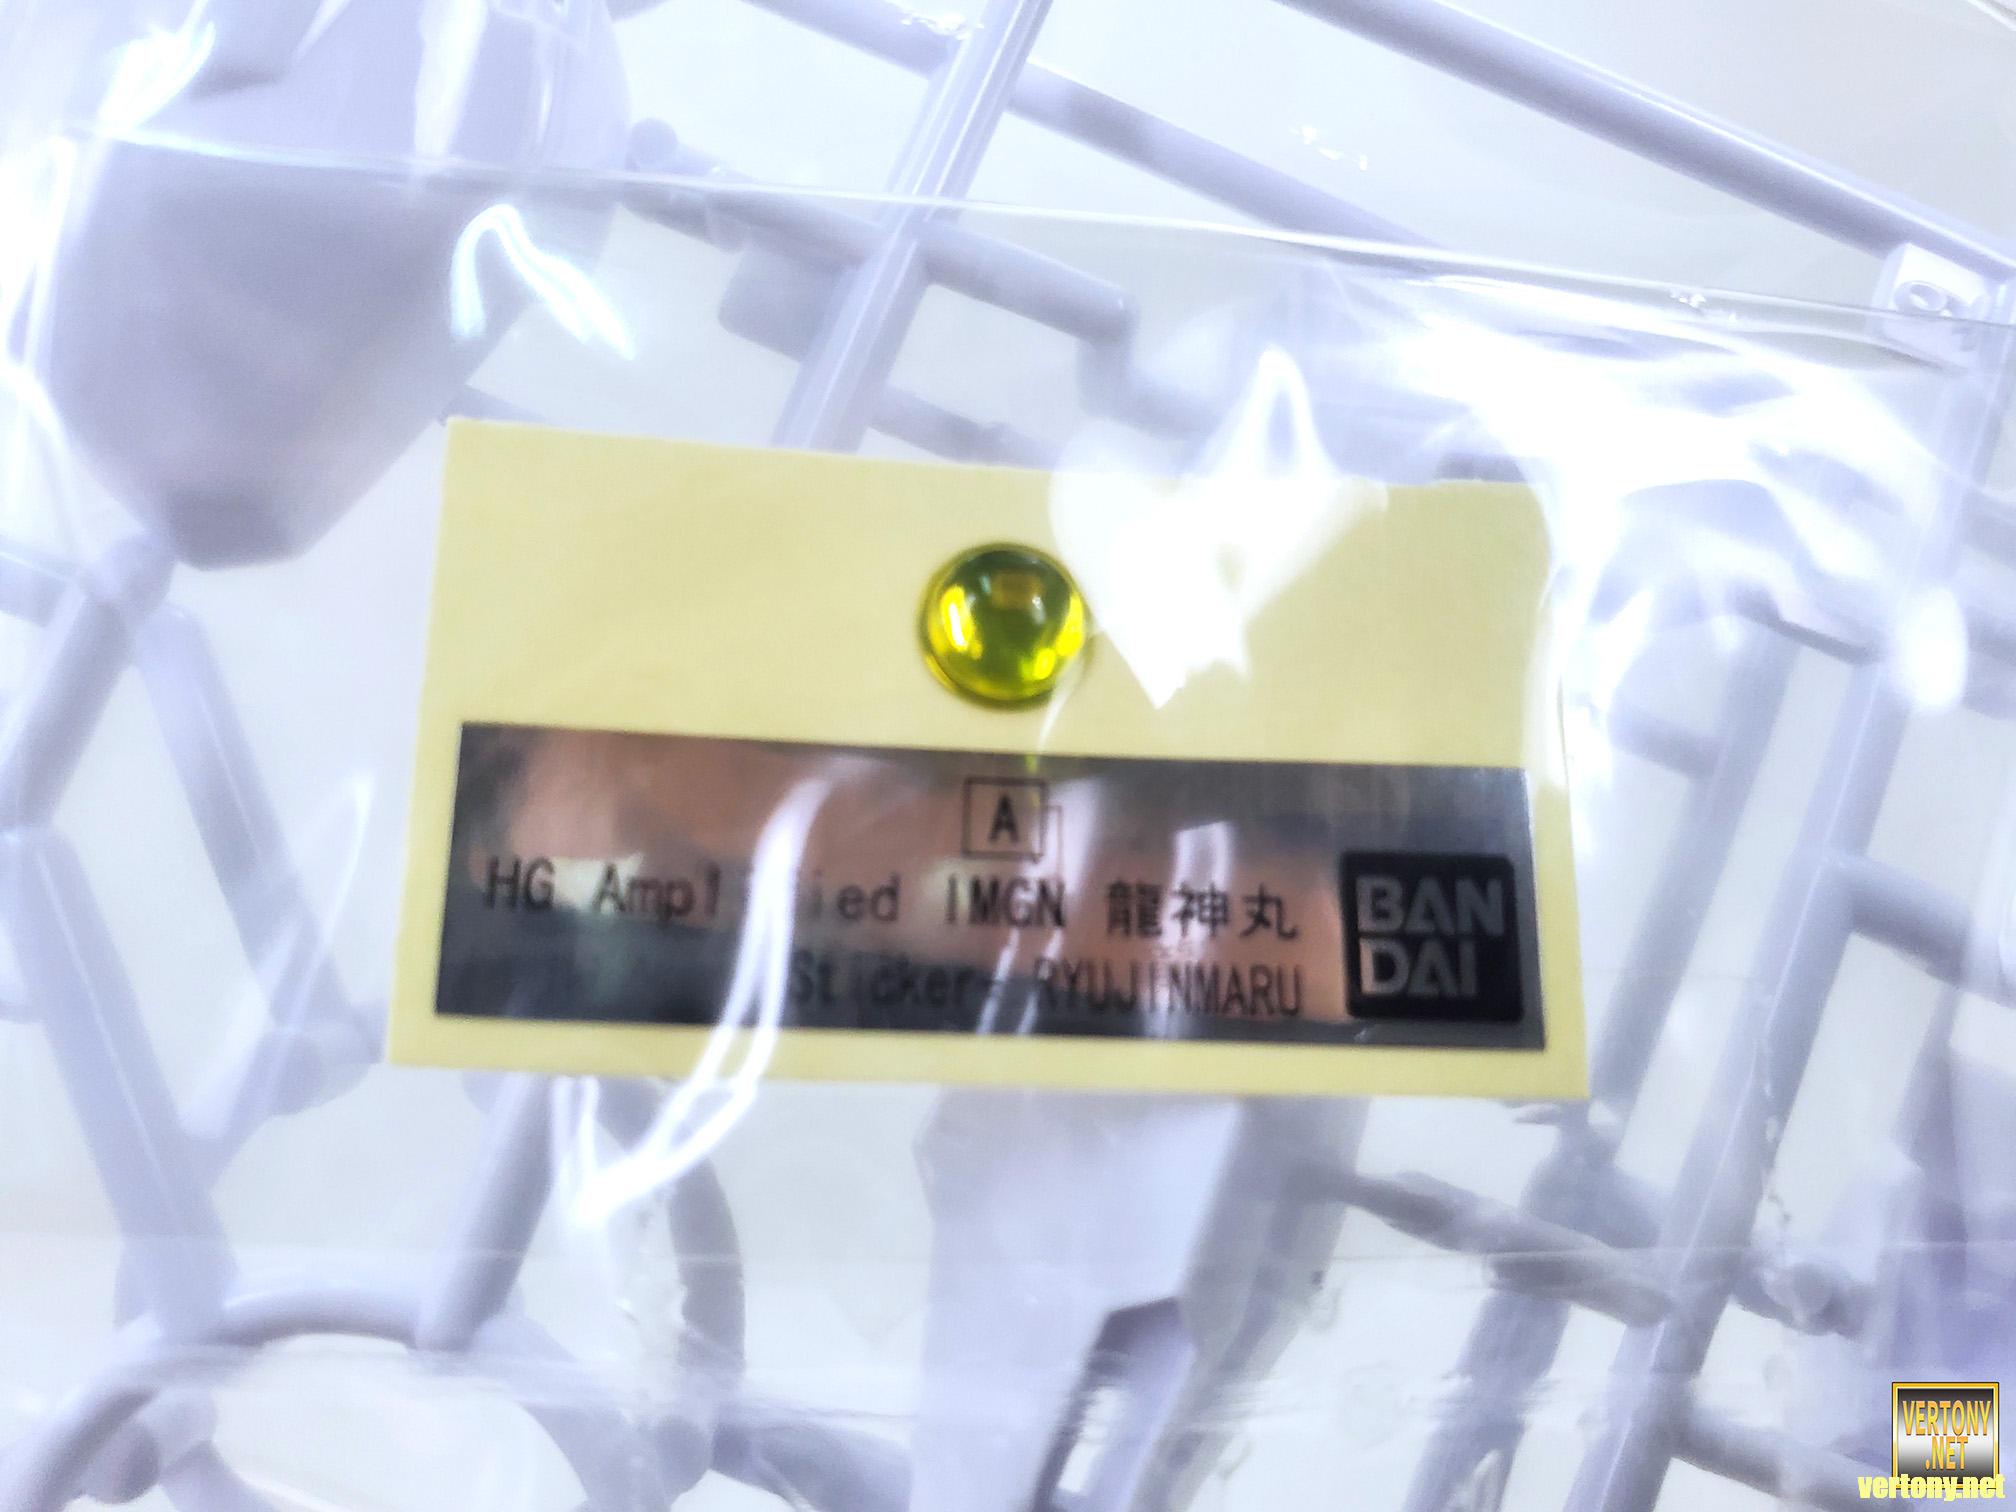 A
HG Amplified IMGN 龍神丸
Sticker- RYUJINMARU
BAN
DAI
VERTONY
.NET
vertony.net